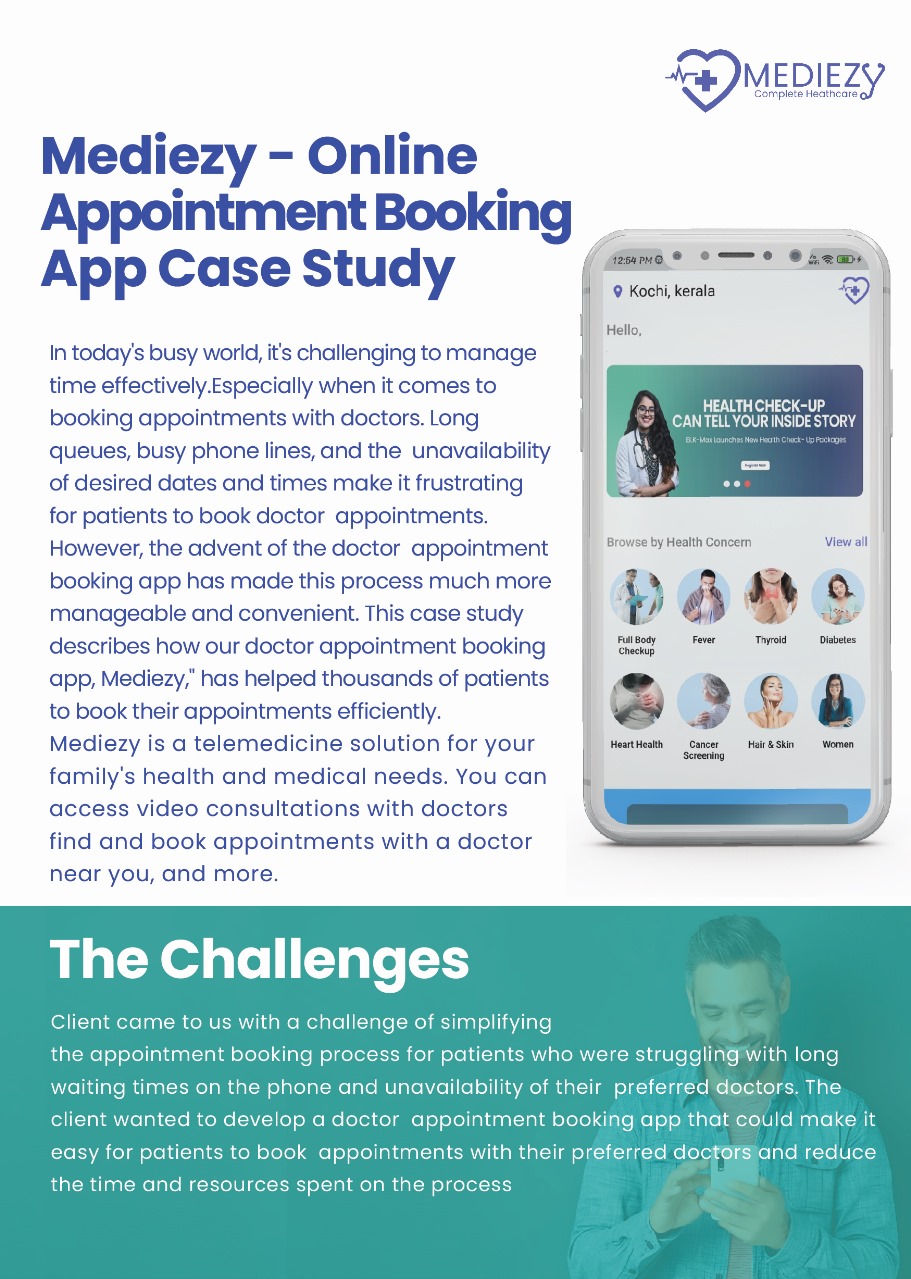 MEDIEZY
Complete Heathcare
Mediezy - Online
Appointment Booking
App Case Study
In today's busy world, it's challenging to manage
time effectively.Especially when it comes to
booking appointments with doctors. Long
queues, busy phone lines, and the  unavailability
of desired dates and times make it frustrating
for patients to book doctor  appointments.
However, the advent of the doctor  appointment
booking app has made this process much more
manageable and convenient. This case study
describes how our doctor appointment booking
app, Mediezy," has helped thousands of patients
to book their appointments efficiently.
Mediezy is a telemedicine solution for your
family's health and medical needs. You can
access video consultations with doctors
find and book appointments with a doctor
near you, and more.
12:54 PM
Kochi, kerala
Hello,
HEALTH CHECK-UP
CAN TELL YOUR INSIDE STORY
BLK-Max Launches New Health Check- Up Packages
Browse by Health Concern View all
Full Body
Checkup
Fever
Thyroid
Diabetes
Heart Health
Cancer
Screening
Hair & Skin
Women
The Challenges
Client came to us with a challenge of simplifying
the appointment booking process for patients who were struggling with long
waiting times on the phone and unavailability of their  preferred doctors. The
client wanted to develop a doctor  appointment booking app that could make it
easy for patients to book  appointments with their preferred doctors and reduce
the time and resources spent on the process